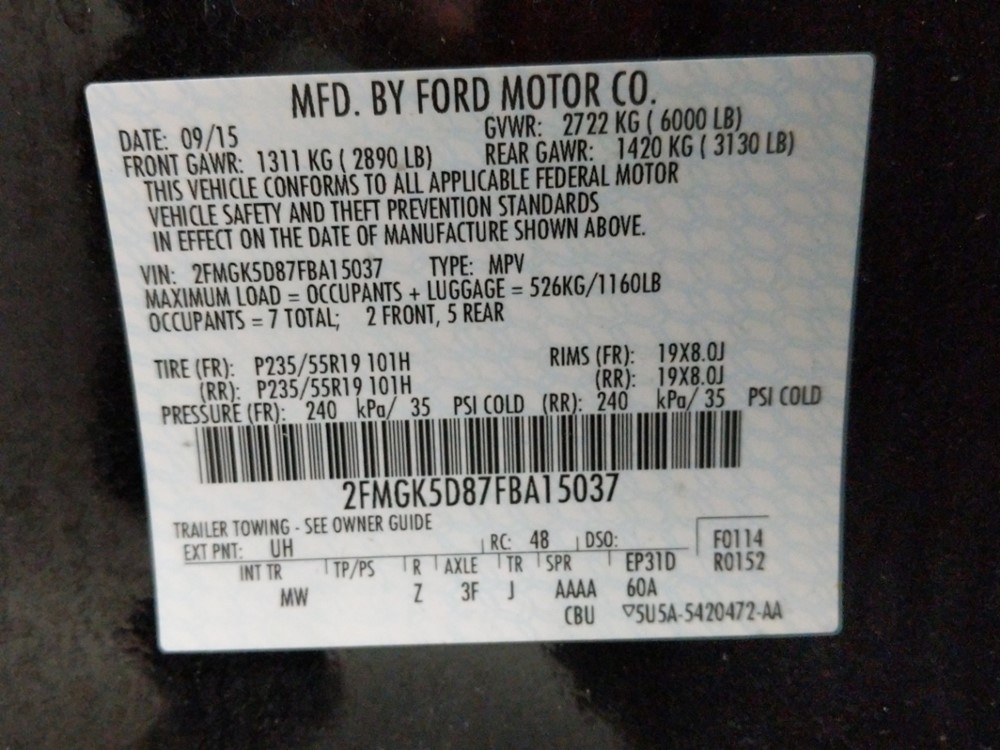 MFD. BY FORD MOTOR CO.
DATE: 09/15 GVWR: 2722 KG ( 6000 LB)
FRONT GAWR: 1311 KG ( 2890 LB) REAR GAWR: 1420 KG ( 3130 LB)
THIS VEHICLE CONFORMS TO ALL APPLICABLE FEDERAL MOTOR
VEHICLE SAFETY AND THEFT PREVENTION STANDARDS
IN EFFECT ON THE DATE OF MANUFACTURE SHOWN ABOVE.
VIN: 2FMGK5D87FBA15037 TYPE: MPV
MAXIMUM LOAD = OCCUPANTS + LUGGAGE = 526KG/1160LB
OCCUPANTS = 7 TOTAL; 2 FRONT, 5 REAR
TIRE (FR): P235/55R19 101H RIMS (FR): 19X8.0J
(RR): P235/55R19 101H (RR): 19X8.0J
PRESSURE (FR): 240 kPa/ 35 PSI COLD (RR): 240 kPa/ 35 PSI COLD
2FMGK5D87FBA15037
TRAILER TOWING - SEE OWNER GUIDE
EXT PNT: UH RC: 48 DSO: F0114
INT TR TP/PS R AXLE TR SPR EP31D R0152
MW Z 3F J AAAA 60A
CBU ▽5U5A-5420472-AA